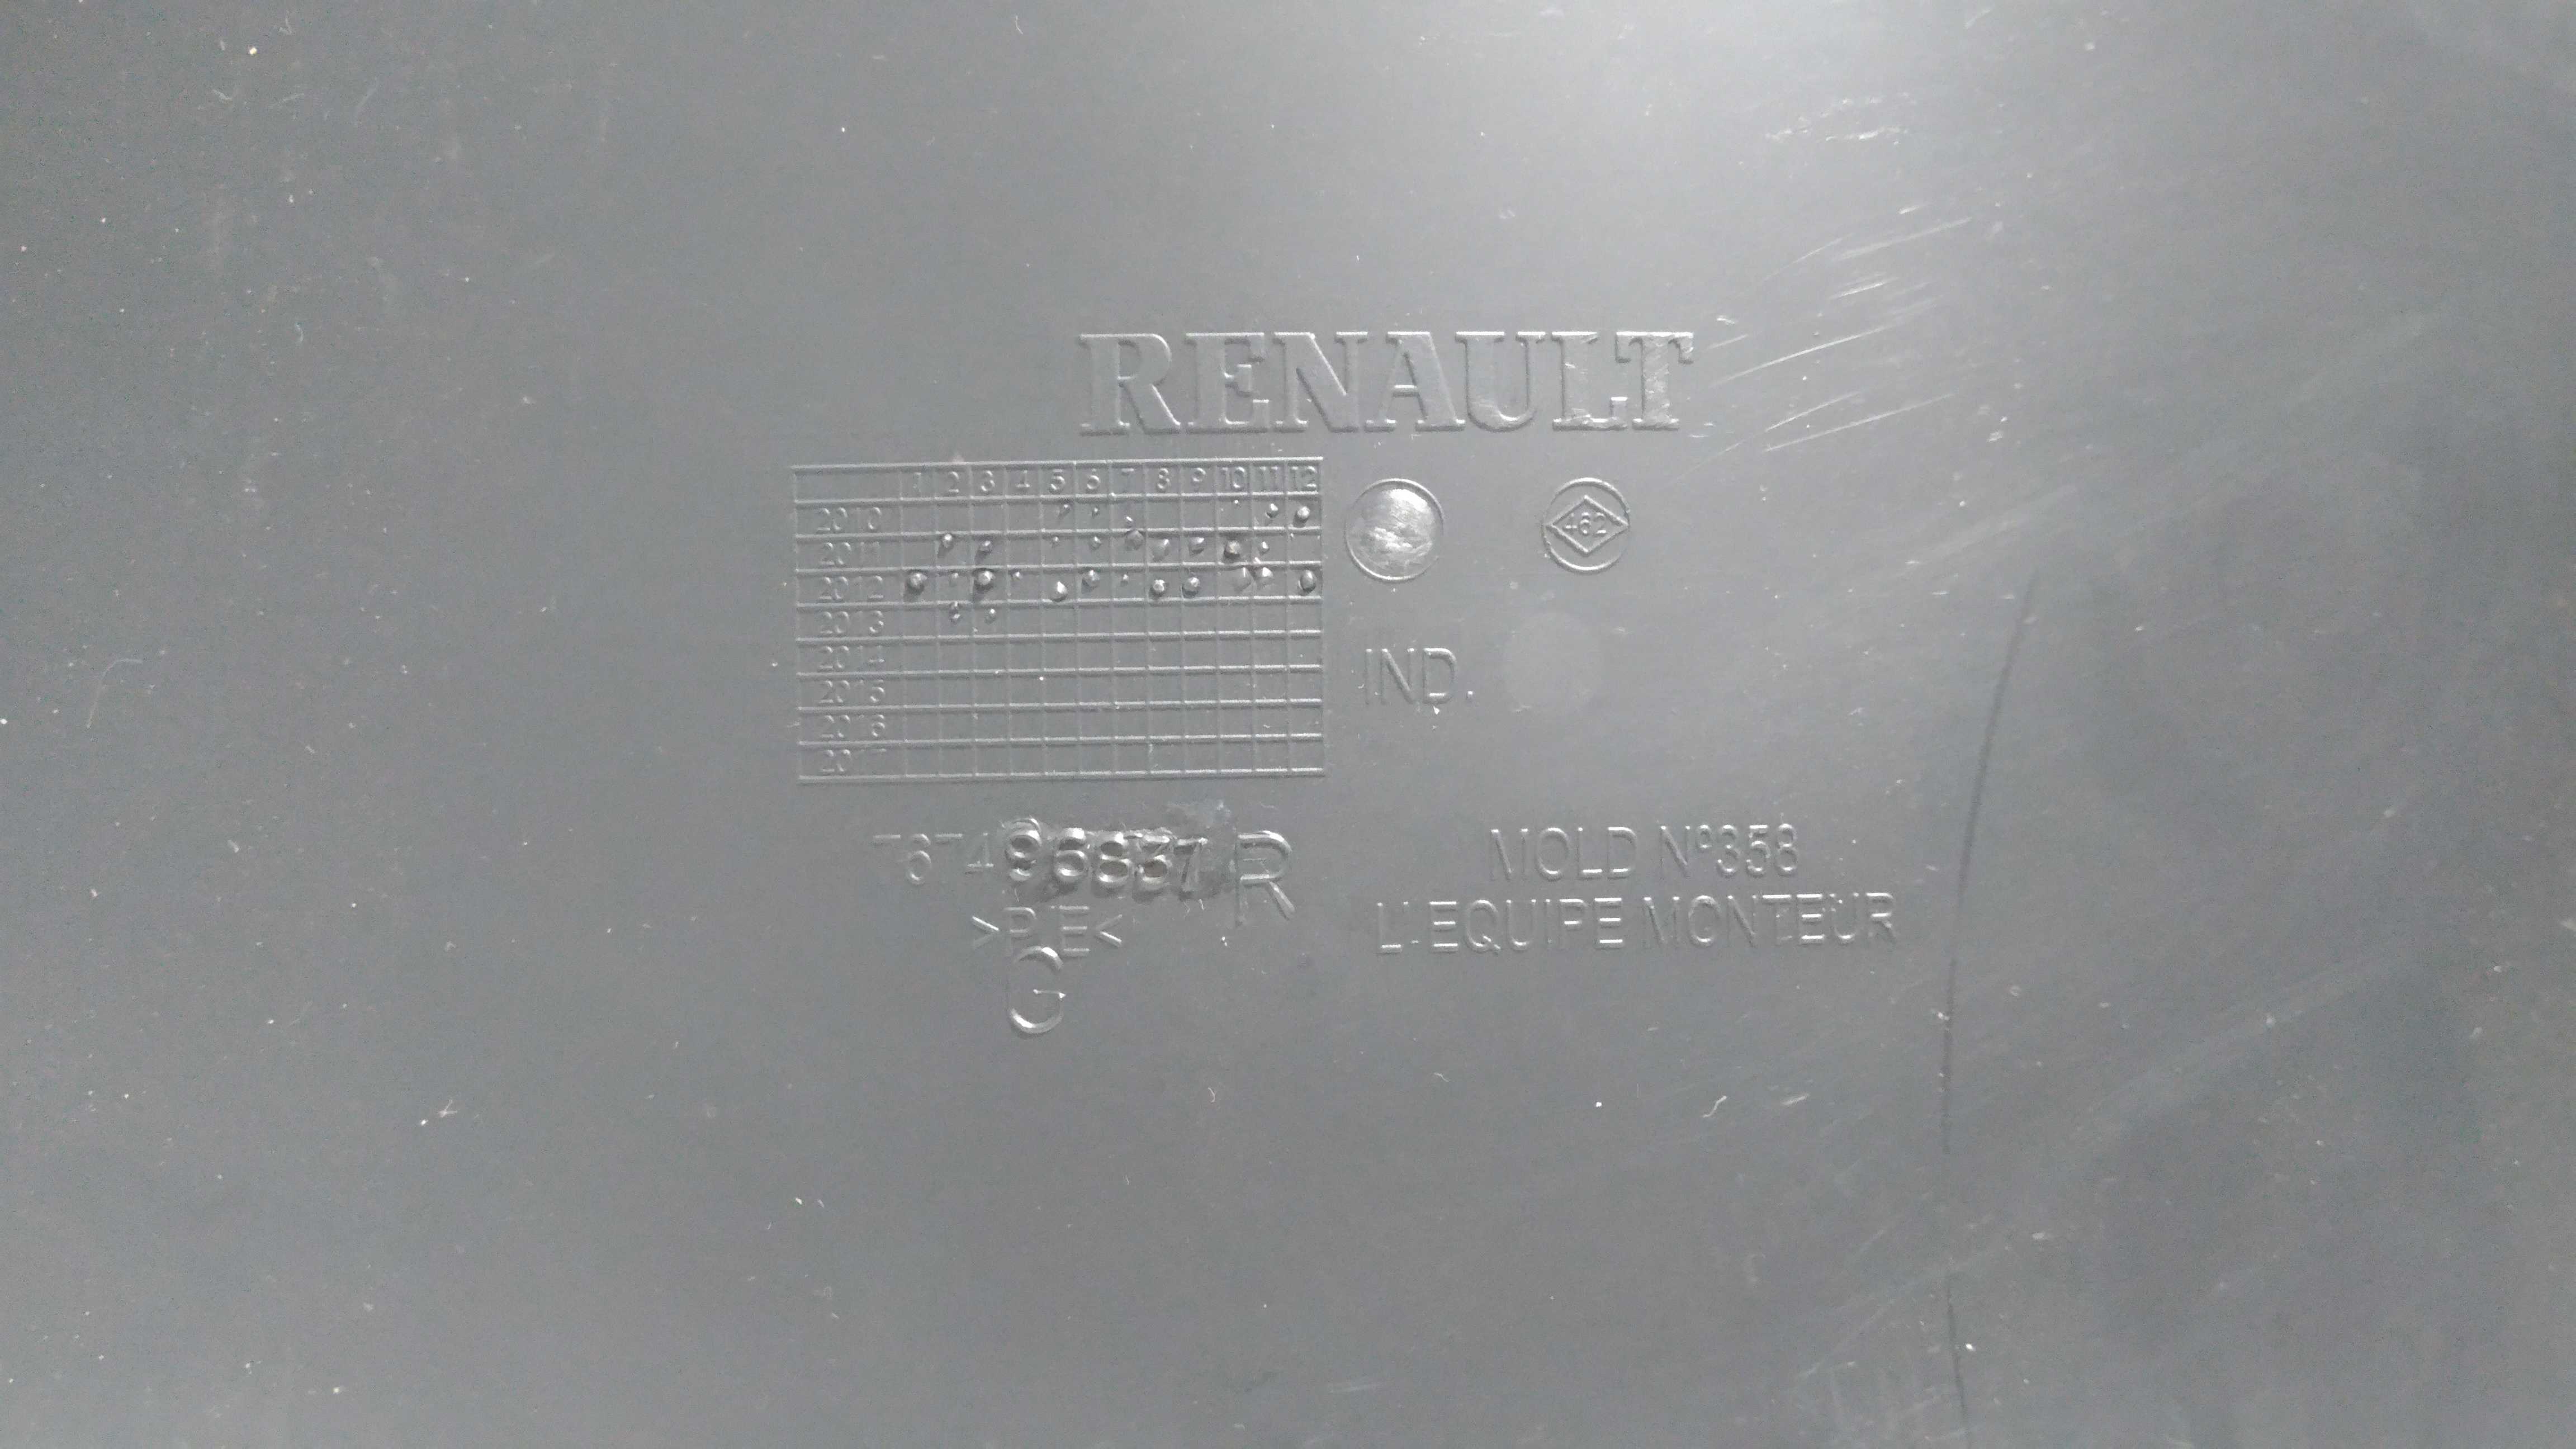 RENAULT
1 2 3 4 5 6 7 8 9 10 11 12
2010
2011
2012
2013
2014
2015
2016
2017
462
IND.
R
>P/E<
G
MOLD N°358
L'EQUIPE MONTEUR